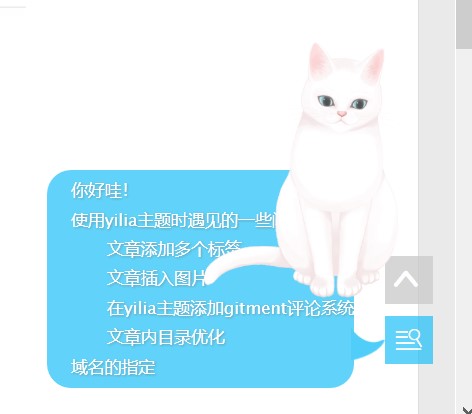 你好哇!
使用yilia主题时遇见的一些
文章添加多个标签
文章插入图片
在yilia主题添加gitment评论系统
文章内目录优化
域名的指定